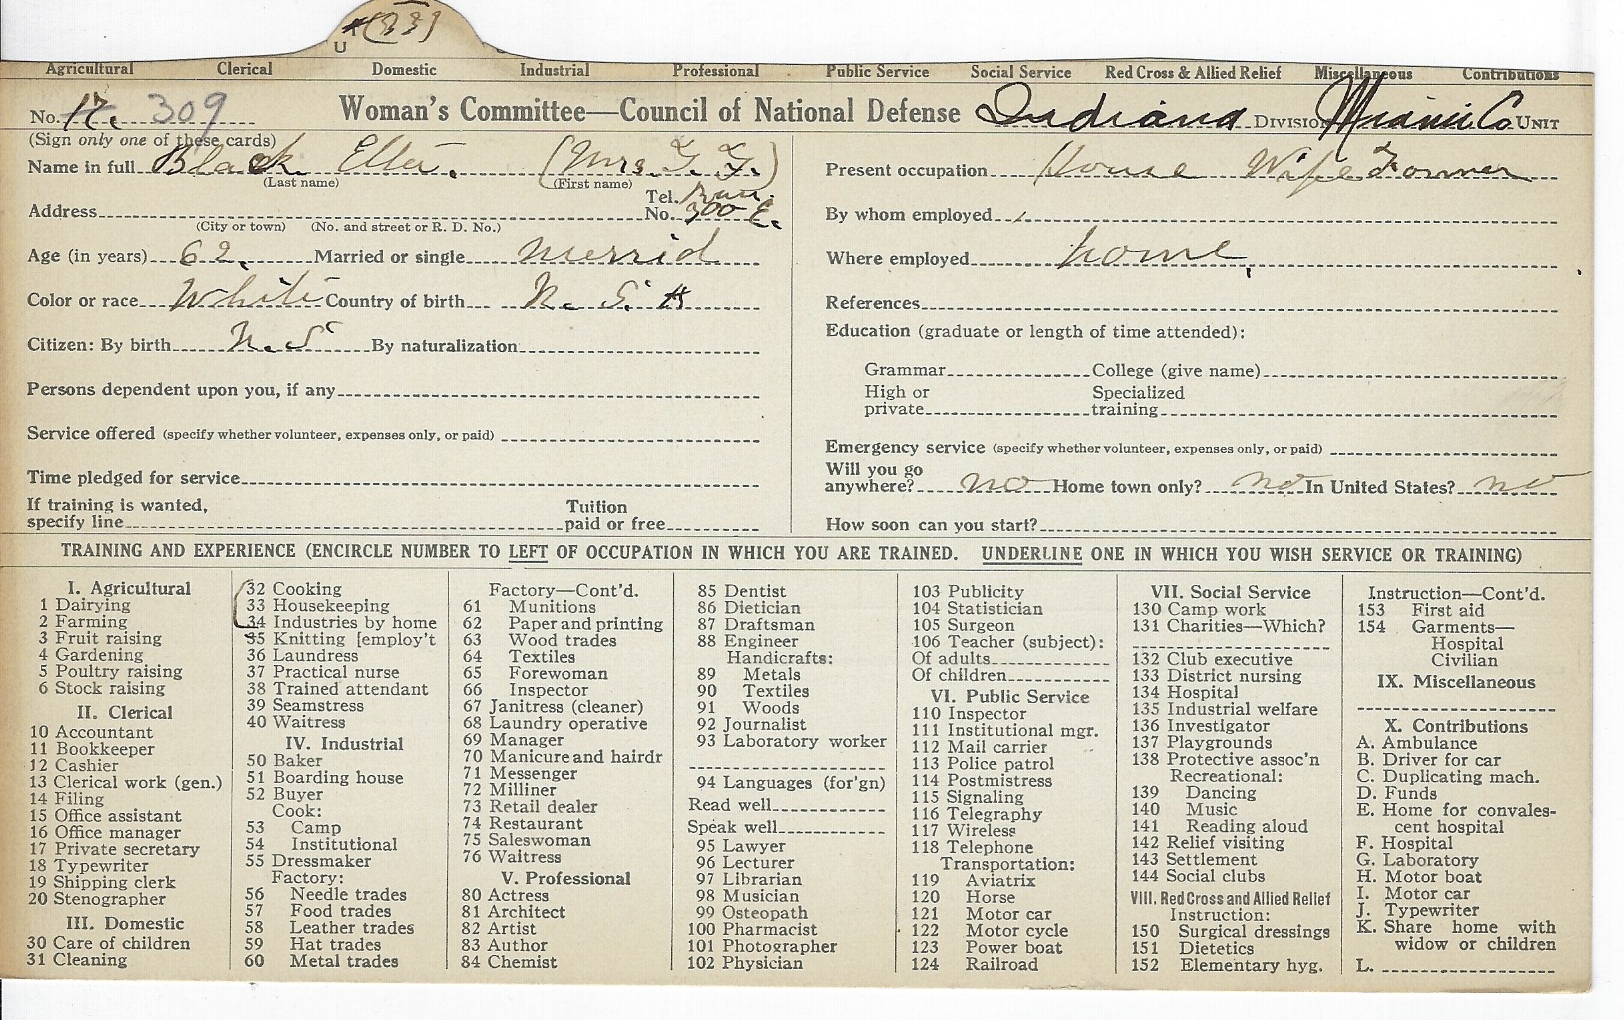 (33)
U
Agricultural Clerical Domestic Industrial Professional Public Service Social Service Red Cross & Allied Relief Miscellaneous Contributions
No. 17. 309 Woman's Committee—Council of National Defense Indiana DIVISION Miami Co UNIT
(Sign only one of these cards)
Name in full Black Ella. (Mrs. F. F.)
(Last name) (First name)
Address Tel. No. 300 E.
(City or town) (No. and street or R. D. No.)
Age (in years) 62. Married or single Merrid
Color or race White Country of birth U. S. A
Citizen: By birth U. S By naturalization
Persons dependent upon you, if any
Service offered (specify whether volunteer, expenses only, or paid)
Time pledged for service
If training is wanted, specify line Tuition paid or free
Present occupation House Wife Former
By whom employed
Where employed home,
References
Education (graduate or length of time attended):
Grammar College (give name)
High or private Specialized training
Emergency service (specify whether volunteer, expenses only, or paid)
Will you go anywhere? no Home town only? no In United States? no
How soon can you start?
TRAINING AND EXPERIENCE (ENCIRCLE NUMBER TO LEFT OF OCCUPATION IN WHICH YOU ARE TRAINED. UNDERLINE ONE IN WHICH YOU WISH SERVICE OR TRAINING)
I. Agricultural
1 Dairying
2 Farming
3 Fruit raising
4 Gardening
5 Poultry raising
6 Stock raising
II. Clerical
10 Accountant
11 Bookkeeper
12 Cashier
13 Clerical work (gen.)
14 Filing
15 Office assistant
16 Office manager
17 Private secretary
18 Typewriter
19 Shipping clerk
20 Stenographer
III. Domestic
30 Care of children
31 Cleaning
32 Cooking
33 Housekeeping
34 Industries by home
35 Knitting [employ't
36 Laundress
37 Practical nurse
38 Trained attendant
39 Seamstress
40 Waitress
IV. Industrial
50 Baker
51 Boarding house
52 Buyer
Cook:
53 Camp
54 Institutional
55 Dressmaker
Factory:
56 Needle trades
57 Food trades
58 Leather trades
59 Hat trades
60 Metal trades
Factory—Cont'd.
61 Munitions
62 Paper and printing
63 Wood trades
64 Textiles
65 Forewoman
66 Inspector
67 Janitress (cleaner)
68 Laundry operative
69 Manager
70 Manicure and hairdr
71 Messenger
72 Milliner
73 Retail dealer
74 Restaurant
75 Saleswoman
76 Waitress
V. Professional
80 Actress
81 Architect
82 Artist
83 Author
84 Chemist
85 Dentist
86 Dietician
87 Draftsman
88 Engineer
Handicrafts:
89 Metals
90 Textiles
91 Woods
92 Journalist
93 Laboratory worker
94 Languages (for'gn)
Read well
Speak well
95 Lawyer
96 Lecturer
97 Librarian
98 Musician
99 Osteopath
100 Pharmacist
101 Photographer
102 Physician
103 Publicity
104 Statistician
105 Surgeon
106 Teacher (subject):
Of adults
Of children
VI. Public Service
110 Inspector
111 Institutional mgr.
112 Mail carrier
113 Police patrol
114 Postmistress
115 Signaling
116 Telegraphy
117 Wireless
118 Telephone
Transportation:
119 Aviatrix
120 Horse
121 Motor car
122 Motor cycle
123 Power boat
124 Railroad
VII. Social Service
130 Camp work
131 Charities—Which?
132 Club executive
133 District nursing
134 Hospital
135 Industrial welfare
136 Investigator
137 Playgrounds
138 Protective assoc'n
Recreational:
139 Dancing
140 Music
141 Reading aloud
142 Relief visiting
143 Settlement
144 Social clubs
VIII. Red Cross and Allied Relief
Instruction:
150 Surgical dressings
151 Dietetics
152 Elementary hyg.
Instruction—Cont'd.
153 First aid
154 Garments—
Hospital
Civilian
IX. Miscellaneous
X. Contributions
A. Ambulance
B. Driver for car
C. Duplicating mach.
D. Funds
E. Home for convales-
cent hospital
F. Hospital
G. Laboratory
H. Motor boat
I. Motor car
J. Typewriter
K. Share home with
widow or children
L.